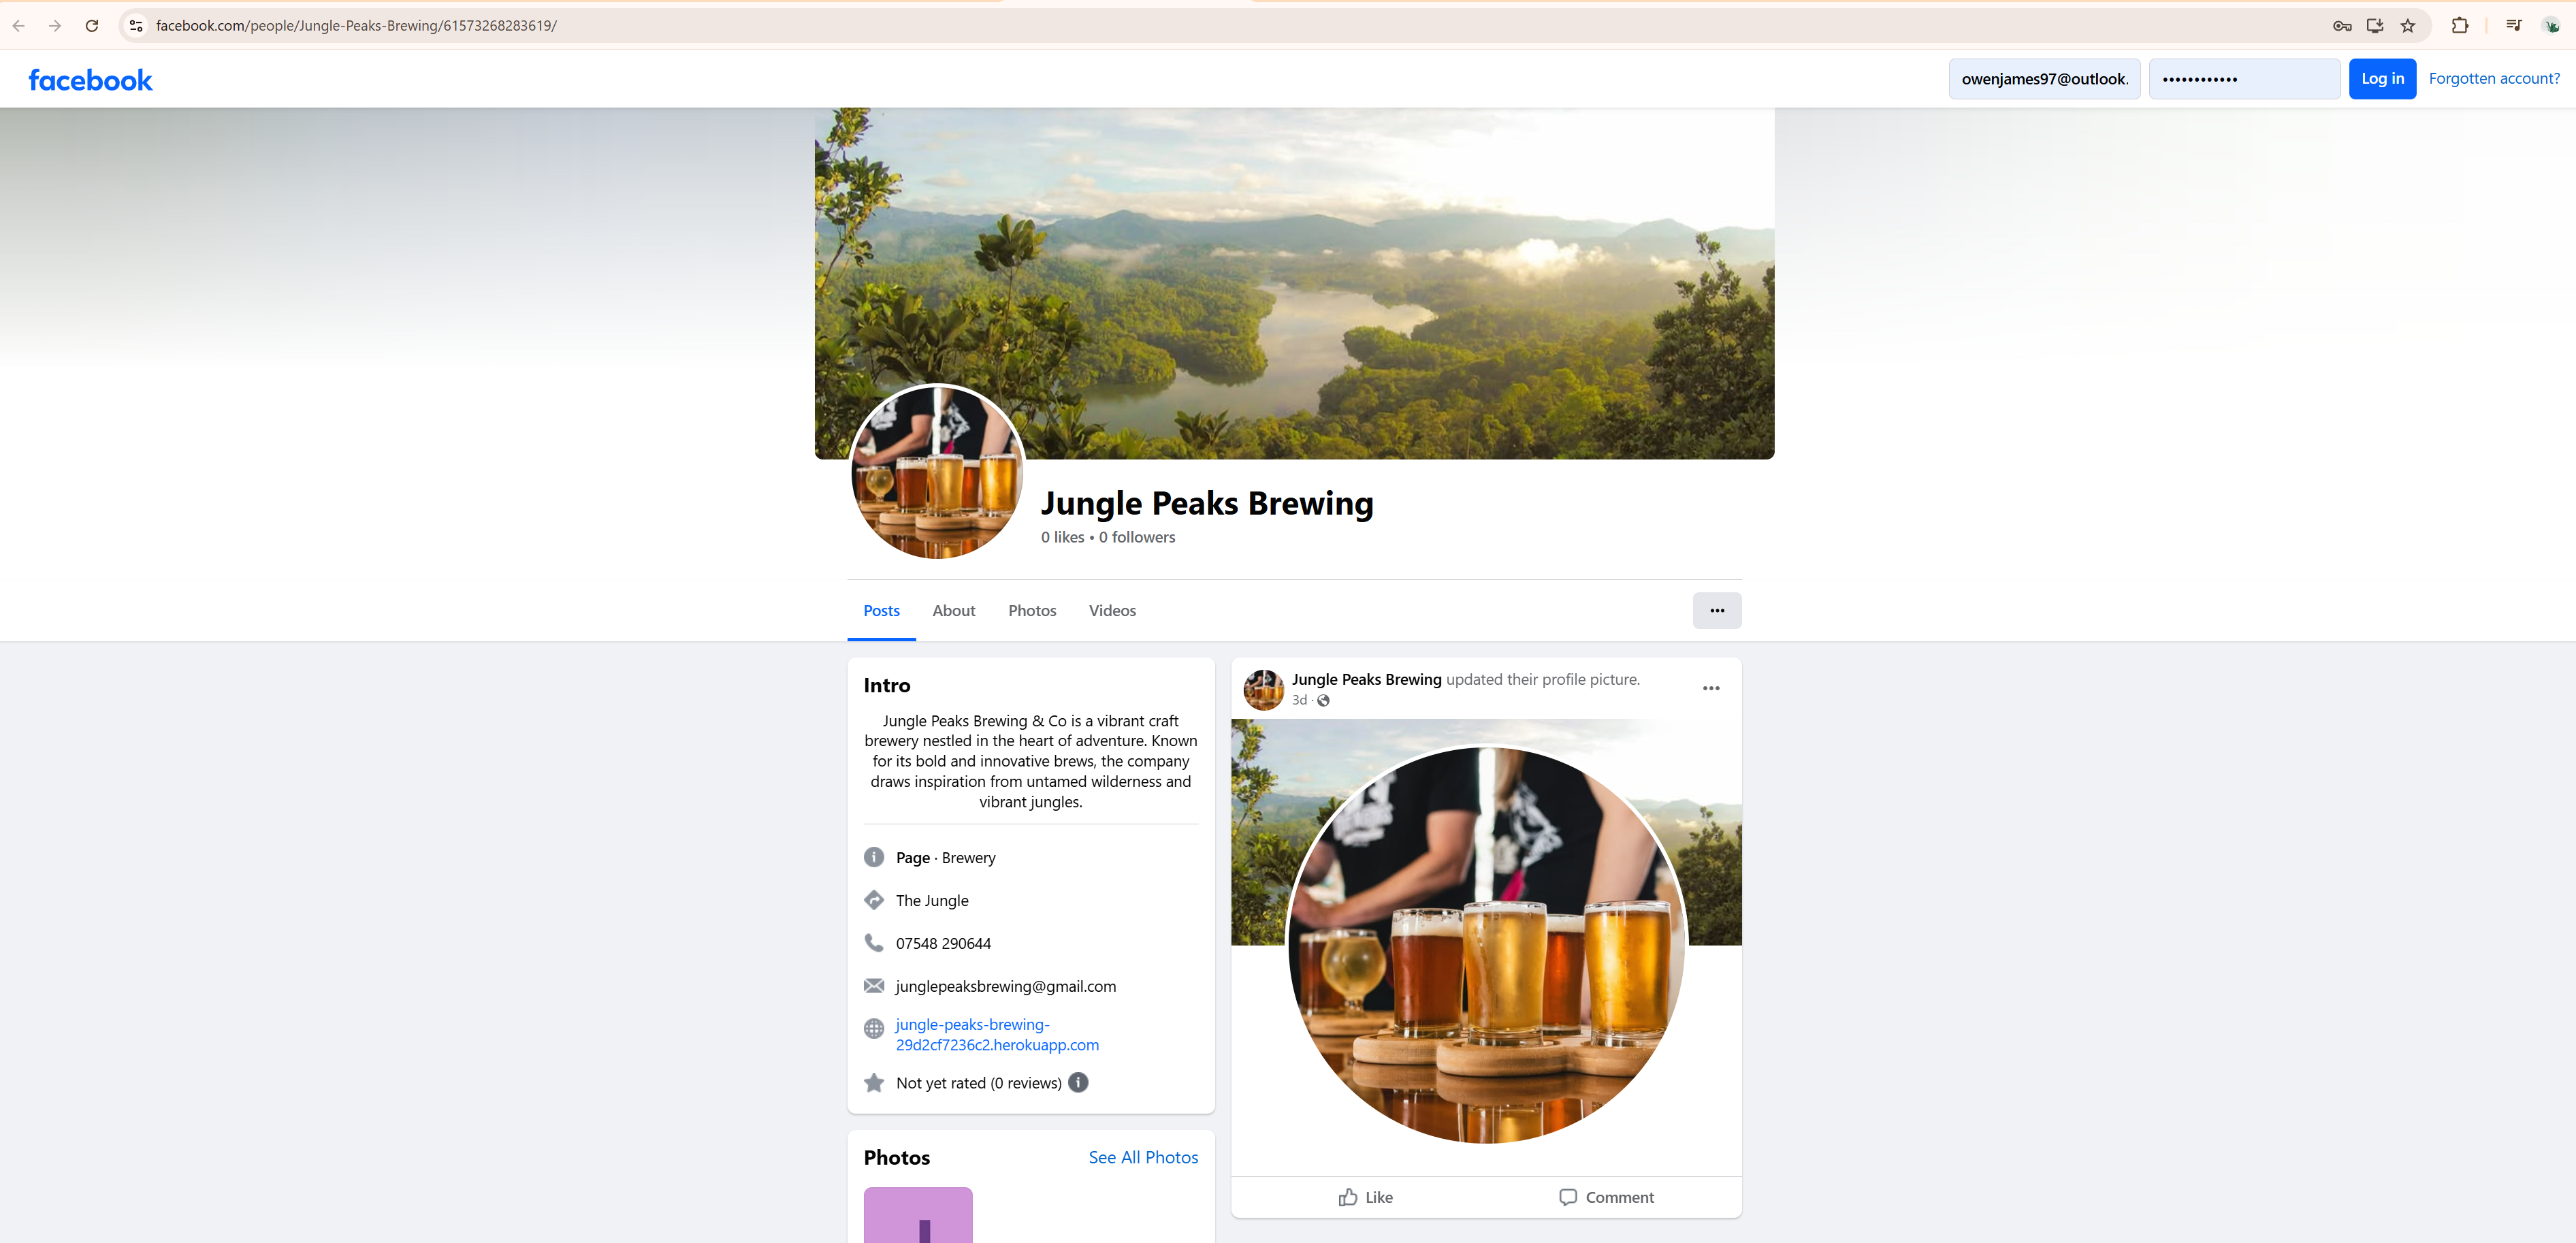 facebook.com/people/Jungle-Peaks-Brewing/61573268283619/
facebook
owenjames97@outlook.
••••••••••••
Log in
Forgotten account?
Jungle Peaks Brewing
0 likes • 0 followers
Posts
About
Photos
Videos
Intro
Jungle Peaks Brewing & Co is a vibrant craft
brewery nestled in the heart of adventure. Known
for its bold and innovative brews, the company
draws inspiration from untamed wilderness and
vibrant jungles.
Page · Brewery
The Jungle
07548 290644
junglepeaksbrewing@gmail.com
jungle-peaks-brewing-
29d2cf7236c2.herokuapp.com
Not yet rated (0 reviews)
Photos
See All Photos
Jungle Peaks Brewing updated their profile picture.
3d ·
Like
Comment